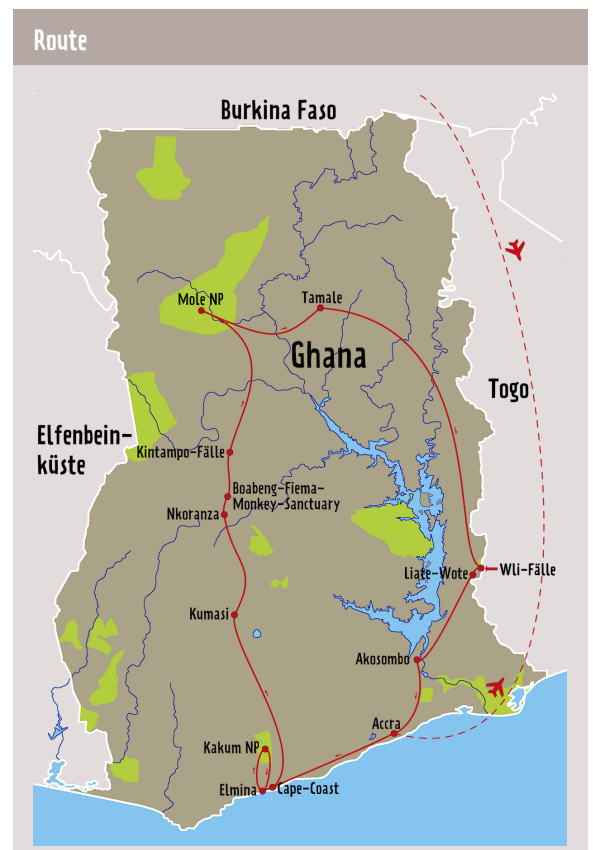 Route
Burkina Faso
Mole NP
Tamale
Ghana
Togo
Elfenbein-
küste
Kintampo-Fälle
Boabeng-Fiema-
Monkey-Sanctuary
Nkoranza
Liate-Wote
Wli-Fälle
Kumasi
Akosombo
Accra
Kakum NP
Elmina
Cape-Coast